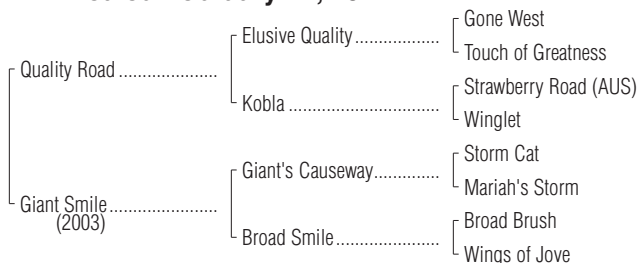 Gone West
Elusive Quality
Touch of Greatness
Quality Road
Strawberry Road (AUS)
Kobla
Winglet
Storm Cat
Giant's Causeway
Mariah's Storm
Giant Smile
(2003)
Broad Brush
Broad Smile
Wings of Jove